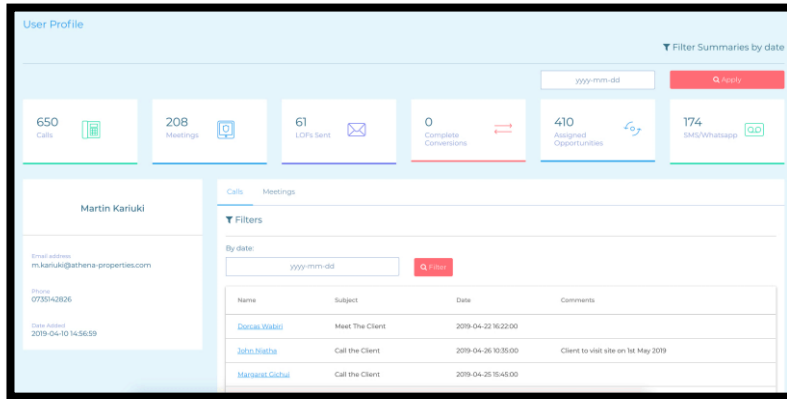 User Profile
Filter Summaries by date
yyyy-mm-dd
Apply
650
Calls
208
Meetings
61
LOFs Sent
0
Complete
Conversions
410
Assigned
Opportunities
174
SMS/Whatsapp
Martin Kariuki
Email address
m.kariuki@athena-properties.com
Phone
0735142826
Date Added
2019-04-10 14:56:59
Calls Meetings
Filters
By date:
yyyy-mm-dd
Filter
Name Subject Date Comments
Dorcas Wabiri Meet The Client 2019-04-22 16:22:00
John Njatha Call the Client 2019-04-26 10:35:00 Client to visit site on 1st May 2019
Margaret Gichui Call the Client 2019-04-25 15:45:00